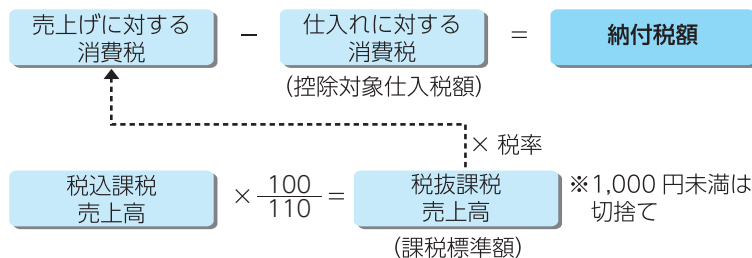 売上げに対する
消費税
−
仕入れに対する
消費税
＝
納付税額
(控除対象仕入税額)
× 税率
税込課税
売上高
× 100/110 ＝
税抜課税
売上高
※1,000 円未満は
切捨て
(課税標準額)